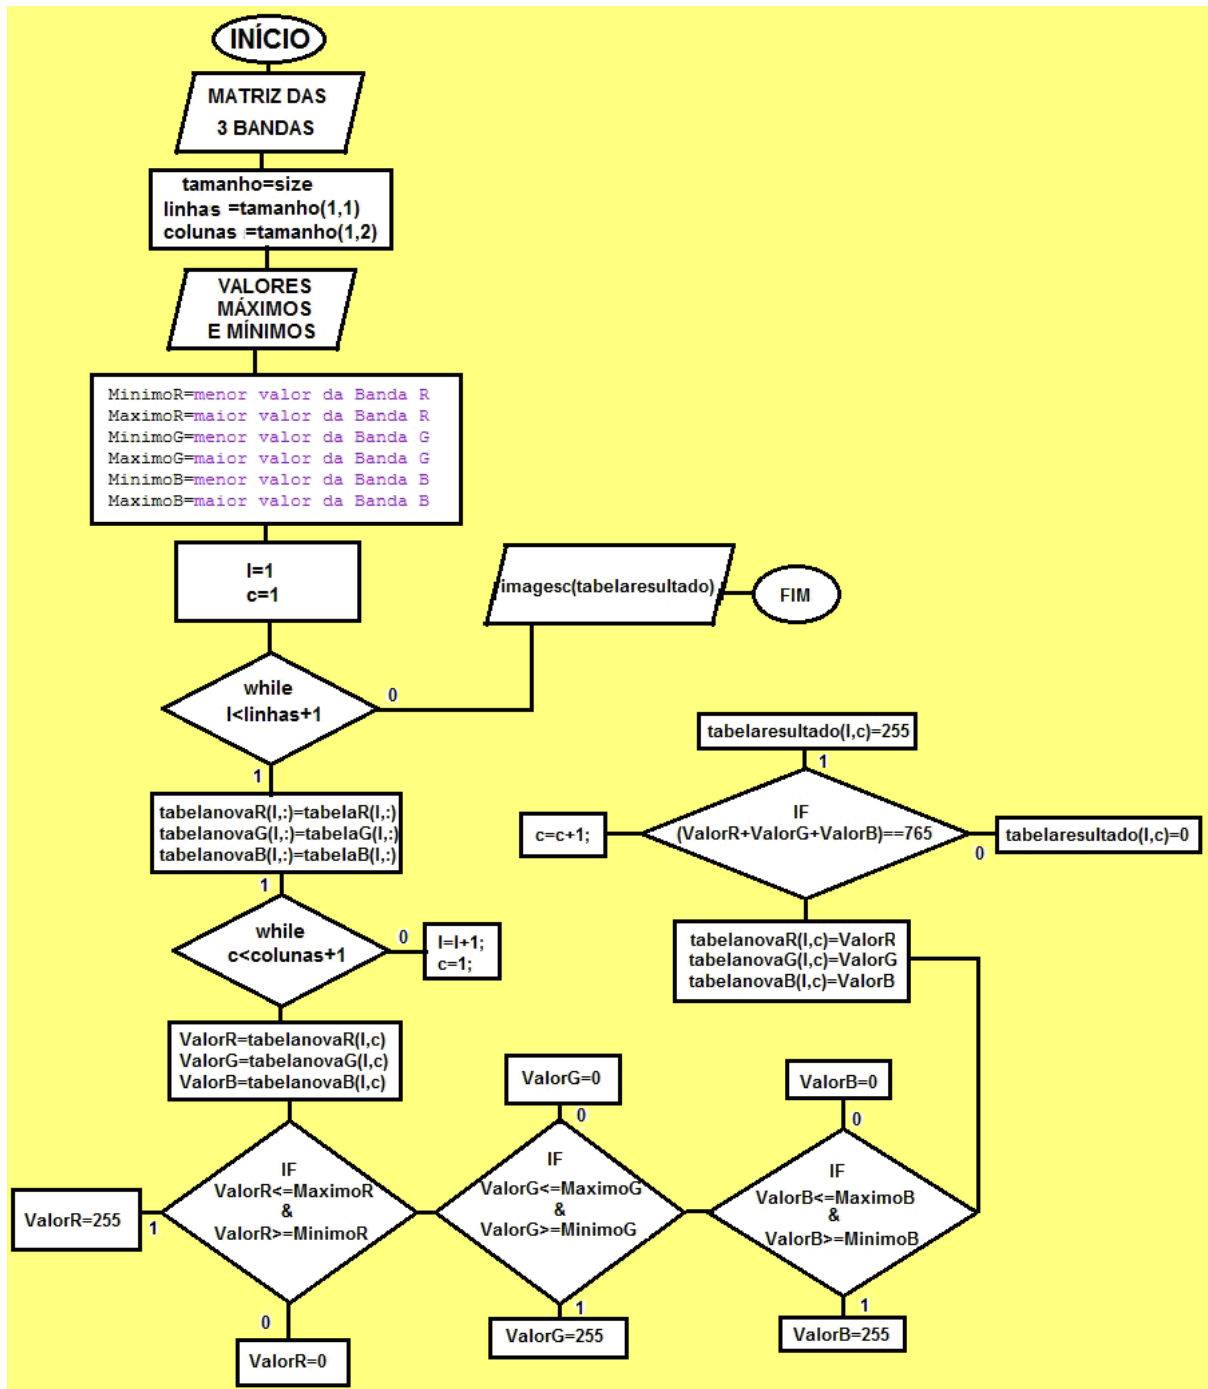 INÍCIO
MATRIZ DAS
3 BANDAS
tamanho=size
linhas =tamanho(1,1)
colunas =tamanho(1,2)
VALORES
MÁXIMOS
E MÍNIMOS
MinimoR=menor valor da Banda R
MaximoR=maior valor da Banda R
MinimoG=menor valor da Banda G
MaximoG=maior valor da Banda G
MinimoB=menor valor da Banda B
MaximoB=maior valor da Banda B
l=1
c=1
while
l<linhas+1
0
imagesc(tabelaresultado)
FIM
1
tabelanovaR(l,:)=tabelaR(l,:)
tabelanovaG(l,:)=tabelaG(l,:)
tabelanovaB(l,:)=tabelaB(l,:)
1
while
c<colunas+1
0
l=l+1;
c=1;
ValorR=tabelanovaR(l,c)
ValorG=tabelanovaG(l,c)
ValorB=tabelanovaB(l,c)
IF
ValorR<=MaximoR
&
ValorR>=MinimoR
1
ValorR=255
0
ValorR=0
ValorG=0
0
IF
ValorG<=MaximoG
&
ValorG>=MinimoG
1
ValorG=255
ValorB=0
0
IF
ValorB<=MaximoB
&
ValorB>=MinimoB
1
ValorB=255
tabelanovaR(l,c)=ValorR
tabelanovaG(l,c)=ValorG
tabelanovaB(l,c)=ValorB
IF
(ValorR+ValorG+ValorB)==765
1
tabelaresultado(l,c)=255
0
tabelaresultado(l,c)=0
c=c+1;